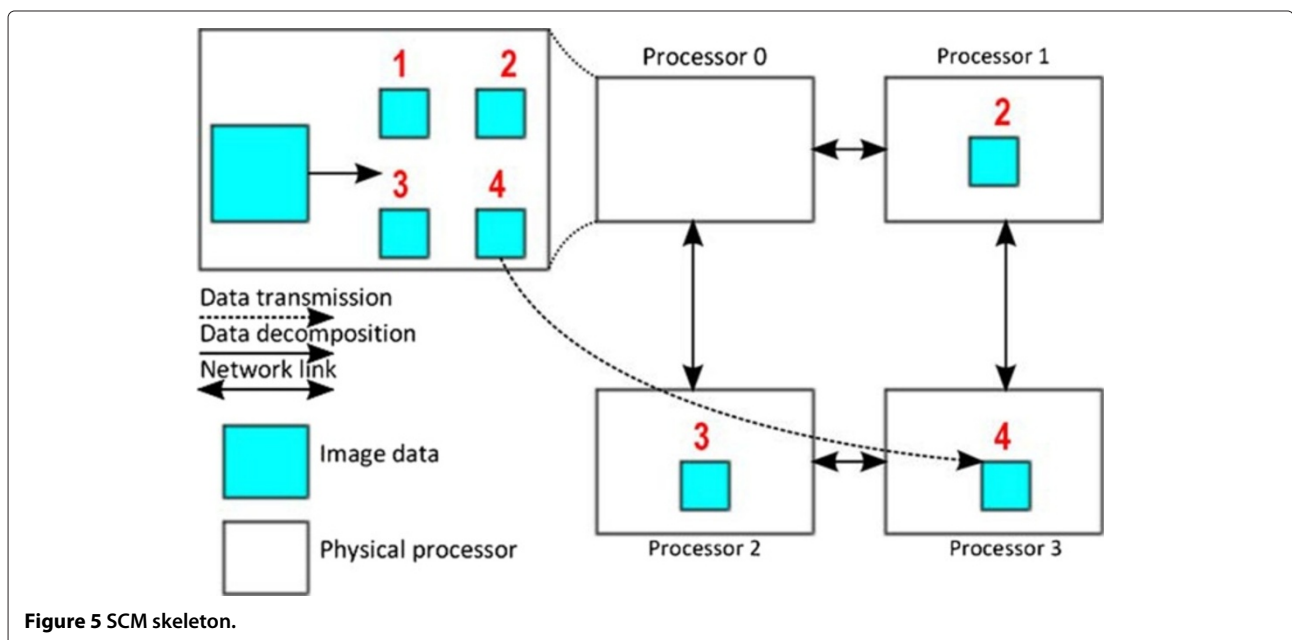 Processor 0
Processor 1
1
2
3
4
2
Data transmission
Data decomposition
Network link
Image data
Physical processor
3
4
Processor 2
Processor 3
Figure 5 SCM skeleton.